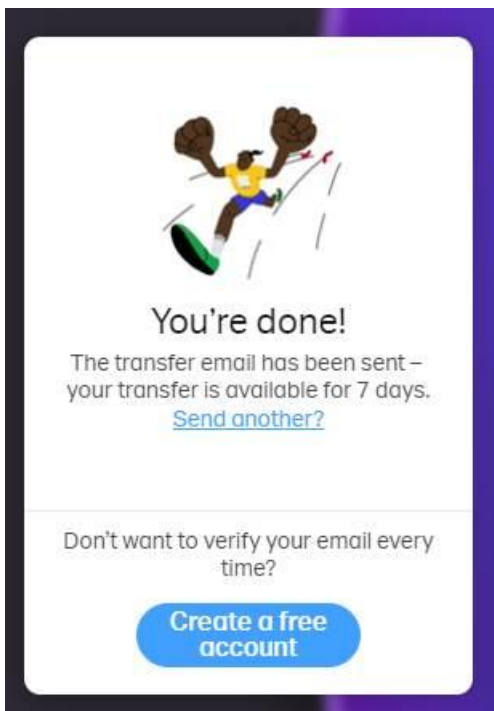 You're done!
The transfer email has been sent –
your transfer is available for 7 days.
Send another?
Don't want to verify your email every
time?
Create a free
account